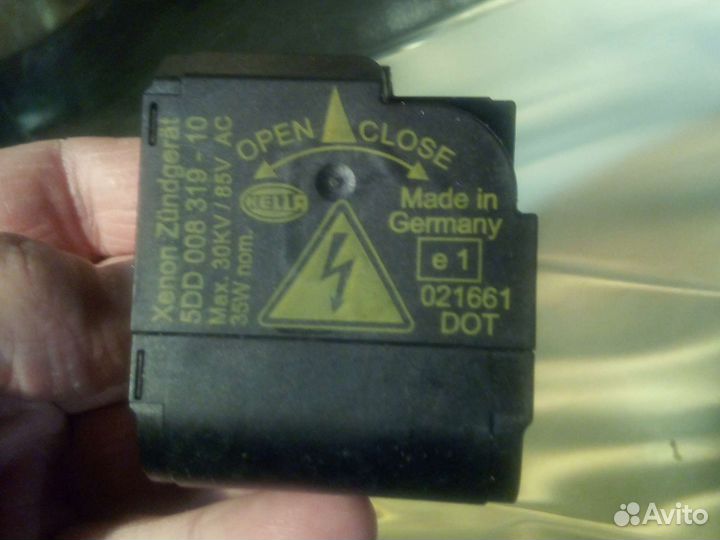 Xenon Zündgerät
5DD 008 319 - 10
Max. 30KV / 85V AC
35W nom.
OPEN CLOSE
HELLA
Made in
Germany
e 1
021661
DOT
Avito